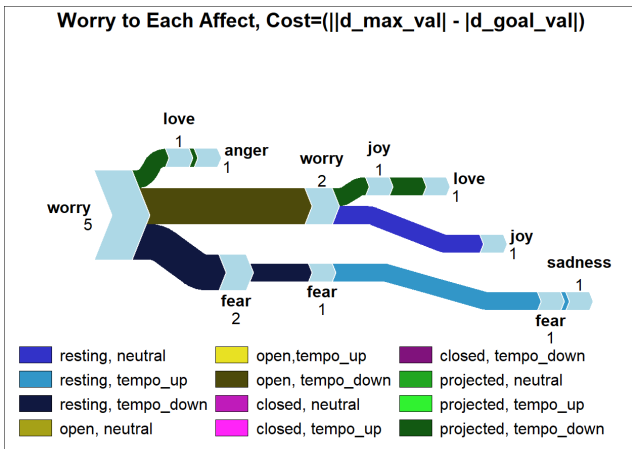 Worry to Each Affect, Cost=(||d_max_val| - |d_goal_val|)
love
1
anger
1
worry
5
worry
2
joy
1
love
1
joy
1
fear
2
fear
1
sadness
1
fear
1
resting, neutral
resting, tempo_up
resting, tempo_down
open, neutral
open,tempo_up
open, tempo_down
closed, neutral
closed, tempo_up
closed, tempo_down
projected, neutral
projected, tempo_up
projected, tempo_down